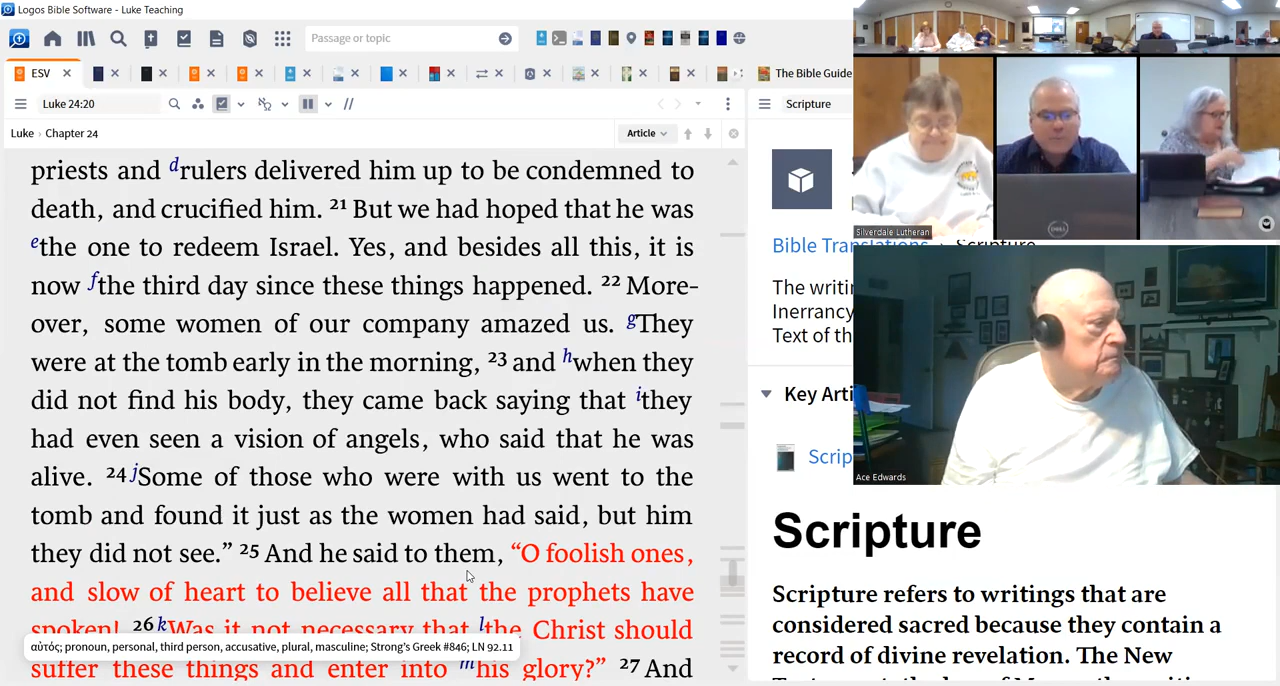 Logos Bible Software - Luke Teaching
Passage or topic
ESV
The Bible Guide
Luke 24:20
Scripture
Luke › Chapter 24
Article
priests and drulers delivered him up to be condemned to
death, and crucified him. 21 But we had hoped that he was
ethe one to redeem Israel. Yes, and besides all this, it is
now fthe third day since these things happened. 22 More-
over, some women of our company amazed us. gThey
were at the tomb early in the morning, 23 and hwhen they
did not find his body, they came back saying that ithey
had even seen a vision of angels, who said that he was
alive. 24 jSome of those who were with us went to the
tomb and found it just as the women had said, but him
they did not see.” 25 And he said to them, “O foolish ones,
and slow of heart to believe all that the prophets have
spoken! 26 kWas it not necessary that lthe Christ should
suffer these things and enter into mhis glory?” 27 And
αὐτός; pronoun, personal, third person, accusative, plural, masculine; Strong's Greek #846; LN 92.11
Bible Translations › Scripture
The writin
Inerrancy
Text of th
Key Arti
Scrip
Scripture
Scripture refers to writings that are
considered sacred because they contain a
record of divine revelation. The New
Silverdale Lutheran
DELL
Ace Edwards